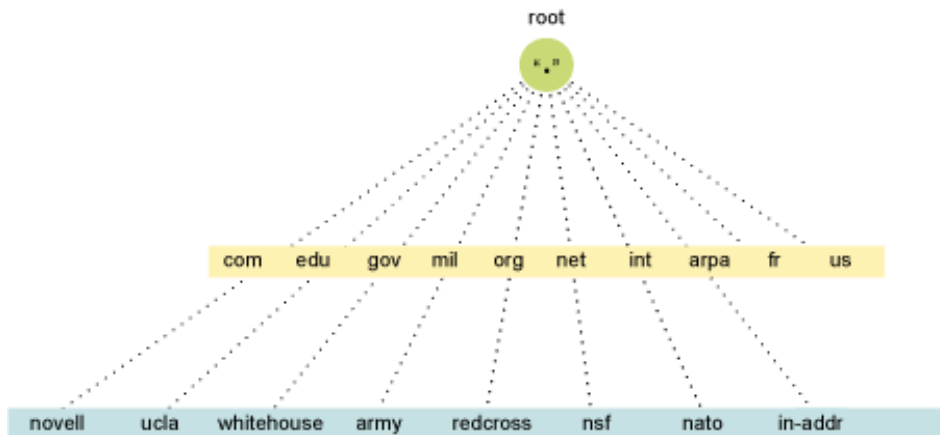 root
"."
com edu gov mil org net int arpa fr us
novell ucla whitehouse army redcross nsf nato in-addr